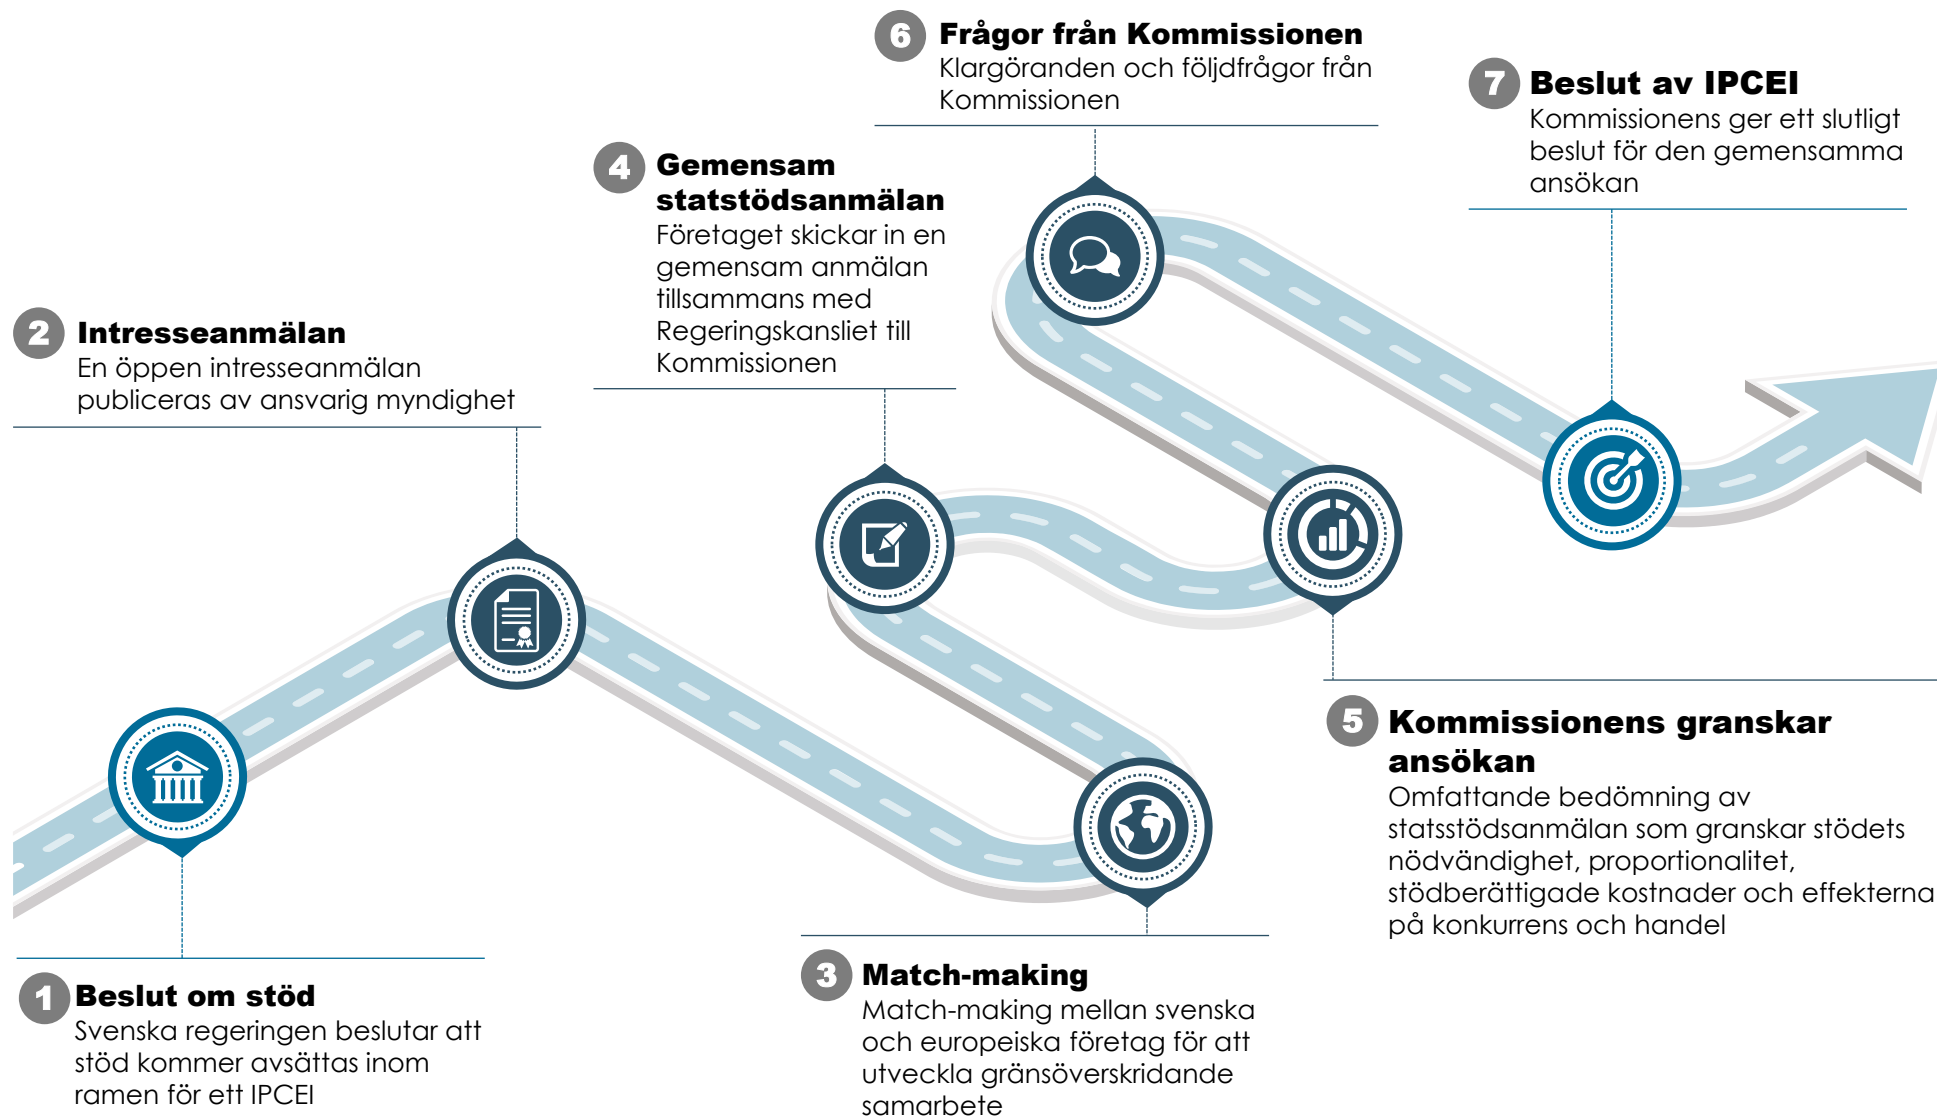 1
Beslut om stöd
Svenska regeringen beslutar att
stöd kommer avsättas inom
ramen för ett IPCEI
2
Intresseanmälan
En öppen intresseanmälan
publiceras av ansvarig myndighet
3
Match-making
Match-making mellan svenska
och europeiska företag för att
utveckla gränsöverskridande
samarbete
4
Gemensam
statstödsanmälan
Företaget skickar in en
gemensam anmälan
tillsammans med
Regeringskansliet till
Kommissionen
5
Kommissionens granskar
ansökan
Omfattande bedömning av
statsstödsanmälan som granskar stödets
nödvändighet, proportionalitet,
stödberättigade kostnader och effekterna
på konkurrens och handel
6
Frågor från Kommissionen
Klargöranden och följdfrågor från
Kommissionen
7
Beslut av IPCEI
Kommissionens ger ett slutligt
beslut för den gemensamma
ansökan